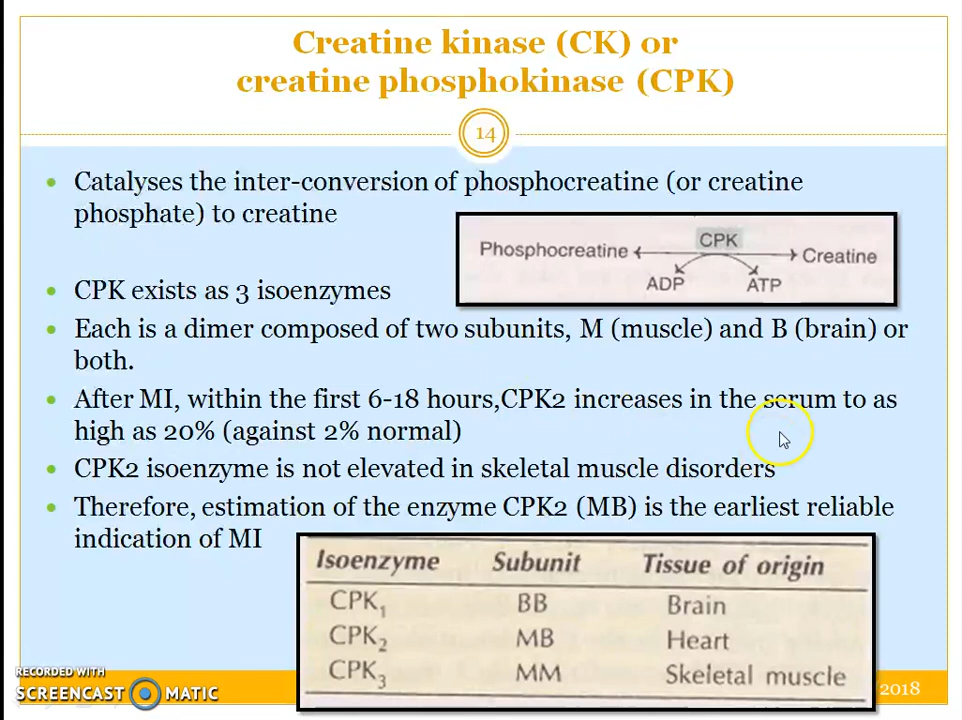 Creatine kinase (CK) or
creatine phosphokinase (CPK)
14
Catalyses the inter-conversion of phosphocreatine (or creatine
phosphate) to creatine
Phosphocreatine CPK Creatine
ADP ATP
CPK exists as 3 isoenzymes
Each is a dimer composed of two subunits, M (muscle) and B (brain) or
both.
After MI, within the first 6-18 hours,CPK2 increases in the serum to as
high as 20% (against 2% normal)
CPK2 isoenzyme is not elevated in skeletal muscle disorders
Therefore, estimation of the enzyme CPK2 (MB) is the earliest reliable
indication of MI
Isoenzyme Subunit Tissue of origin
CPK₁ BB Brain
CPK₂ MB Heart
CPK₃ MM Skeletal muscle
RECORDED WITH
SCREENCAST MATIC
2018